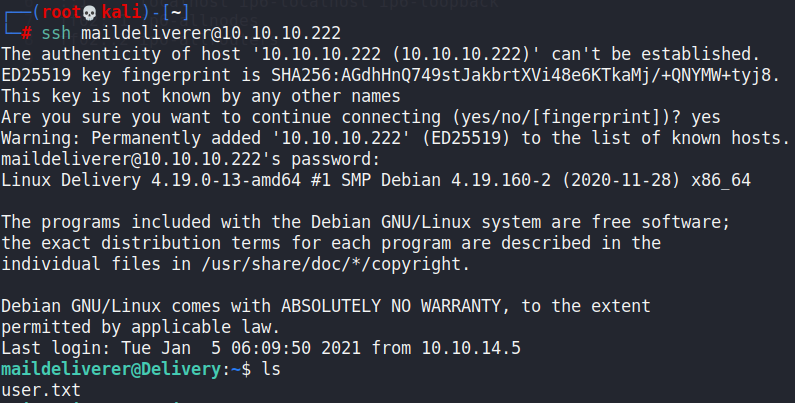 (root💀kali)-[~]
# ssh maildeliverer@10.10.10.222
The authenticity of host '10.10.10.222 (10.10.10.222)' can't be established.
ED25519 key fingerprint is SHA256:AGdhHnQ749stJakbrtXVi48e6KTkaMj/+QNYMW+tyj8.
This key is not known by any other names
Are you sure you want to continue connecting (yes/no/[fingerprint])? yes
Warning: Permanently added '10.10.10.222' (ED25519) to the list of known hosts.
maildeliverer@10.10.10.222's password:
Linux Delivery 4.19.0-13-amd64 #1 SMP Debian 4.19.160-2 (2020-11-28) x86_64

The programs included with the Debian GNU/Linux system are free software;
the exact distribution terms for each program are described in the
individual files in /usr/share/doc/*/copyright.

Debian GNU/Linux comes with ABSOLUTELY NO WARRANTY, to the extent
permitted by applicable law.
Last login: Tue Jan  5 06:09:50 2021 from 10.10.14.5
maildeliverer@Delivery:~$ ls
user.txt